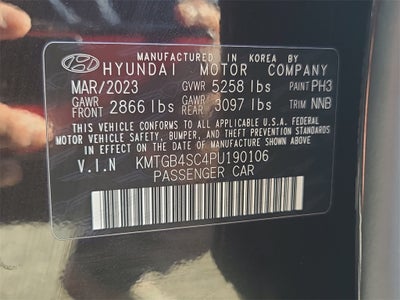 MANUFACTURED IN KOREA BY
HYUNDAI MOTOR COMPANY
MAR/2023 GVWR 5258 lbs PAINT PH3
GAWR FRONT 2866 lbs GAWR REAR 3097 lbs TRIM NNB
THIS VEHICLE CONFORMS TO ALL APPLICABLE U.S. FEDERAL
MOTOR VEHICLE SAFETY, BUMPER, AND THEFT PREVENTION STANDARDS
IN EFFECT ON THE DATE OF MANUFACTURE SHOWN ABOVE.
V.I.N KMTGB4SC4PU190106
PASSENGER CAR